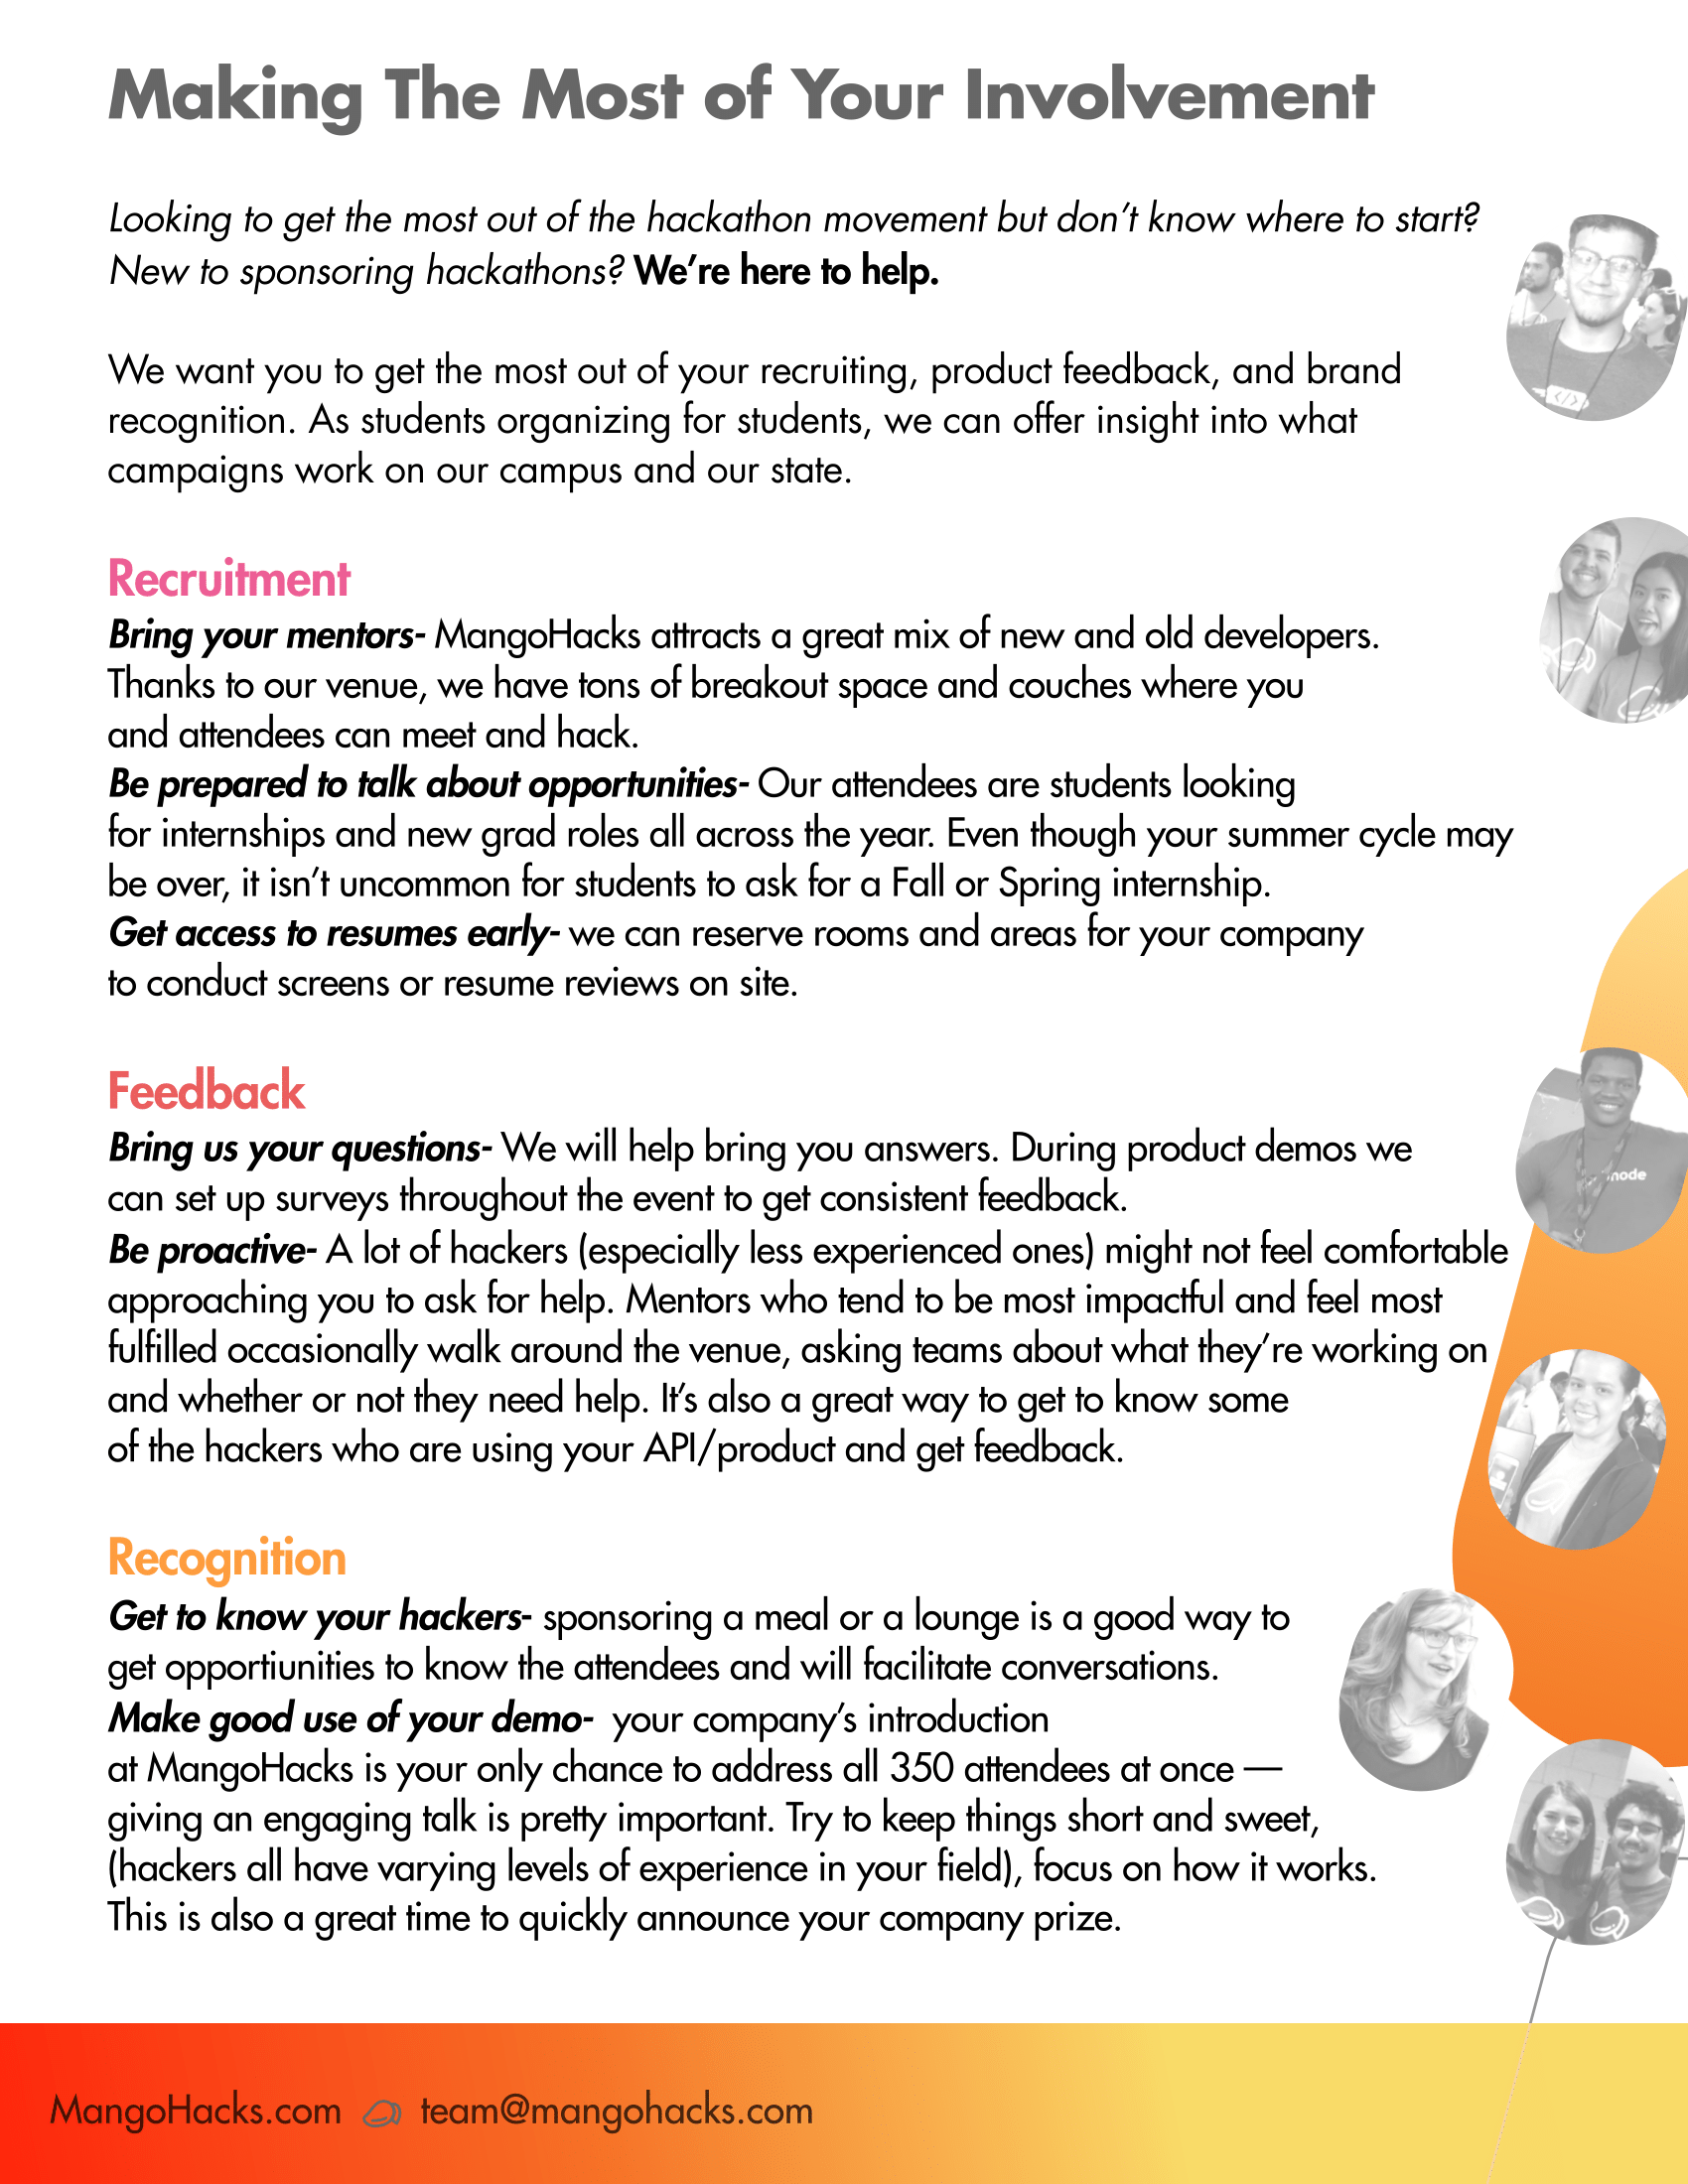 Making The Most of Your Involvement
Looking to get the most out of the hackathon movement but don’t know where to start?
New to sponsoring hackathons? We’re here to help.
We want you to get the most out of your recruiting, product feedback, and brand
recognition. As students organizing for students, we can offer insight into what
campaigns work on our campus and our state.
Recruitment
Bring your mentors- MangoHacks attracts a great mix of new and old developers.
Thanks to our venue, we have tons of breakout space and couches where you
and attendees can meet and hack.
Be prepared to talk about opportunities- Our attendees are students looking
for internships and new grad roles all across the year. Even though your summer cycle may
be over, it isn’t uncommon for students to ask for a Fall or Spring internship.
Get access to resumes early- we can reserve rooms and areas for your company
to conduct screens or resume reviews on site.
Feedback
Bring us your questions- We will help bring you answers. During product demos we
can set up surveys throughout the event to get consistent feedback.
Be proactive- A lot of hackers (especially less experienced ones) might not feel comfortable
approaching you to ask for help. Mentors who tend to be most impactful and feel most
fulfilled occasionally walk around the venue, asking teams about what they’re working on
and whether or not they need help. It’s also a great way to get to know some
of the hackers who are using your API/product and get feedback.
Recognition
Get to know your hackers- sponsoring a meal or a lounge is a good way to
get opportiunities to know the attendees and will facilitate conversations.
Make good use of your demo- your company’s introduction
at MangoHacks is your only chance to address all 350 attendees at once —
giving an engaging talk is pretty important. Try to keep things short and sweet,
(hackers all have varying levels of experience in your field), focus on how it works.
This is also a great time to quickly announce your company prize.
MangoHacks.com team@mangohacks.com